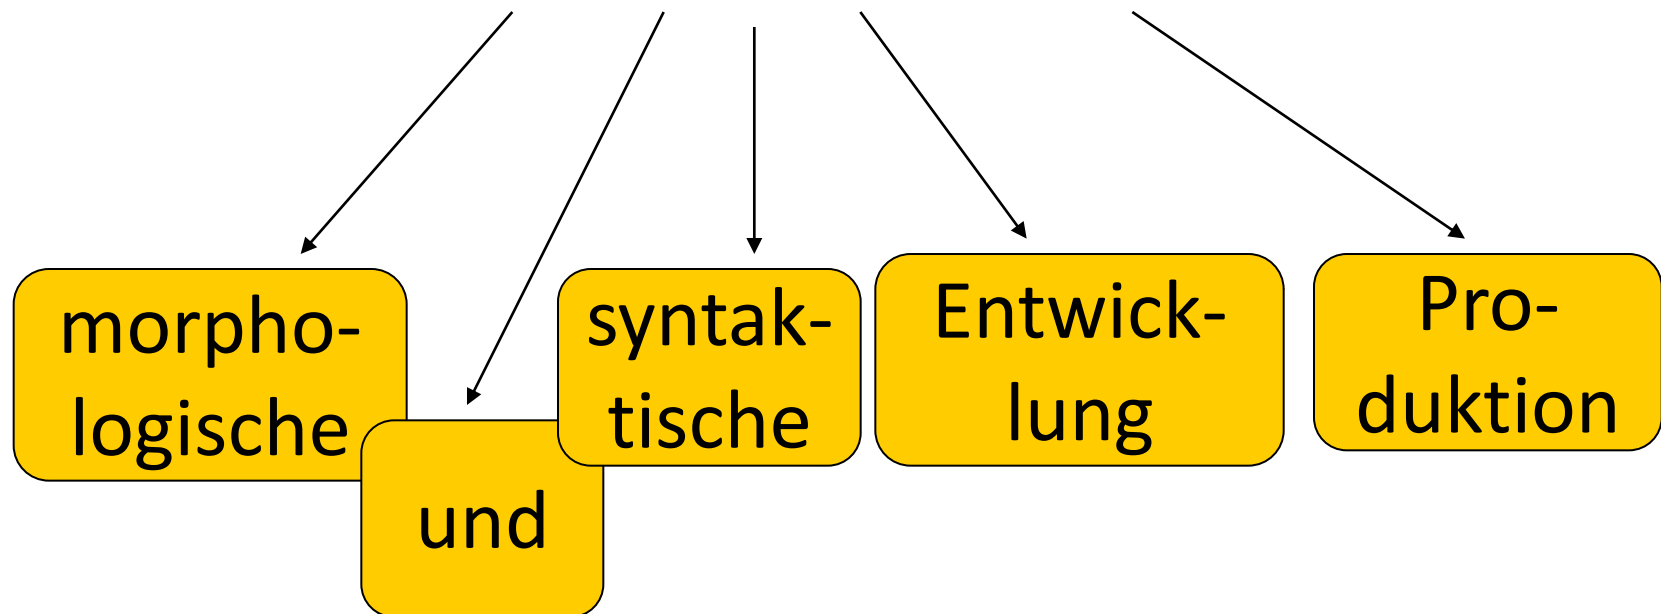 morpho-
logische
und
syntak-
tische
Entwick-
lung
Pro-
duktion